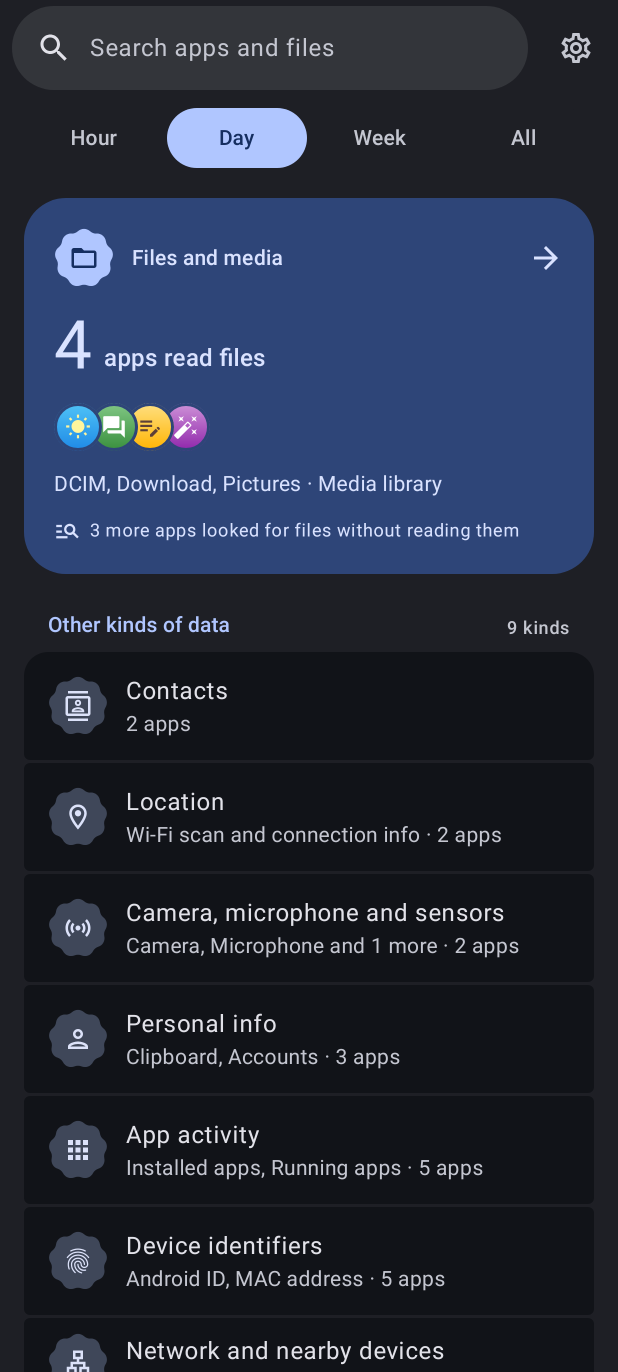 Search apps and files
Hour
Day
Week
All
Files and media
4 apps read files
DCIM, Download, Pictures · Media library
3 more apps looked for files without reading them
Other kinds of data
9 kinds
Contacts
2 apps
Location
Wi-Fi scan and connection info · 2 apps
Camera, microphone and sensors
Camera, Microphone and 1 more · 2 apps
Personal info
Clipboard, Accounts · 3 apps
App activity
Installed apps, Running apps · 5 apps
Device identifiers
Android ID, MAC address · 5 apps
Network and nearby devices